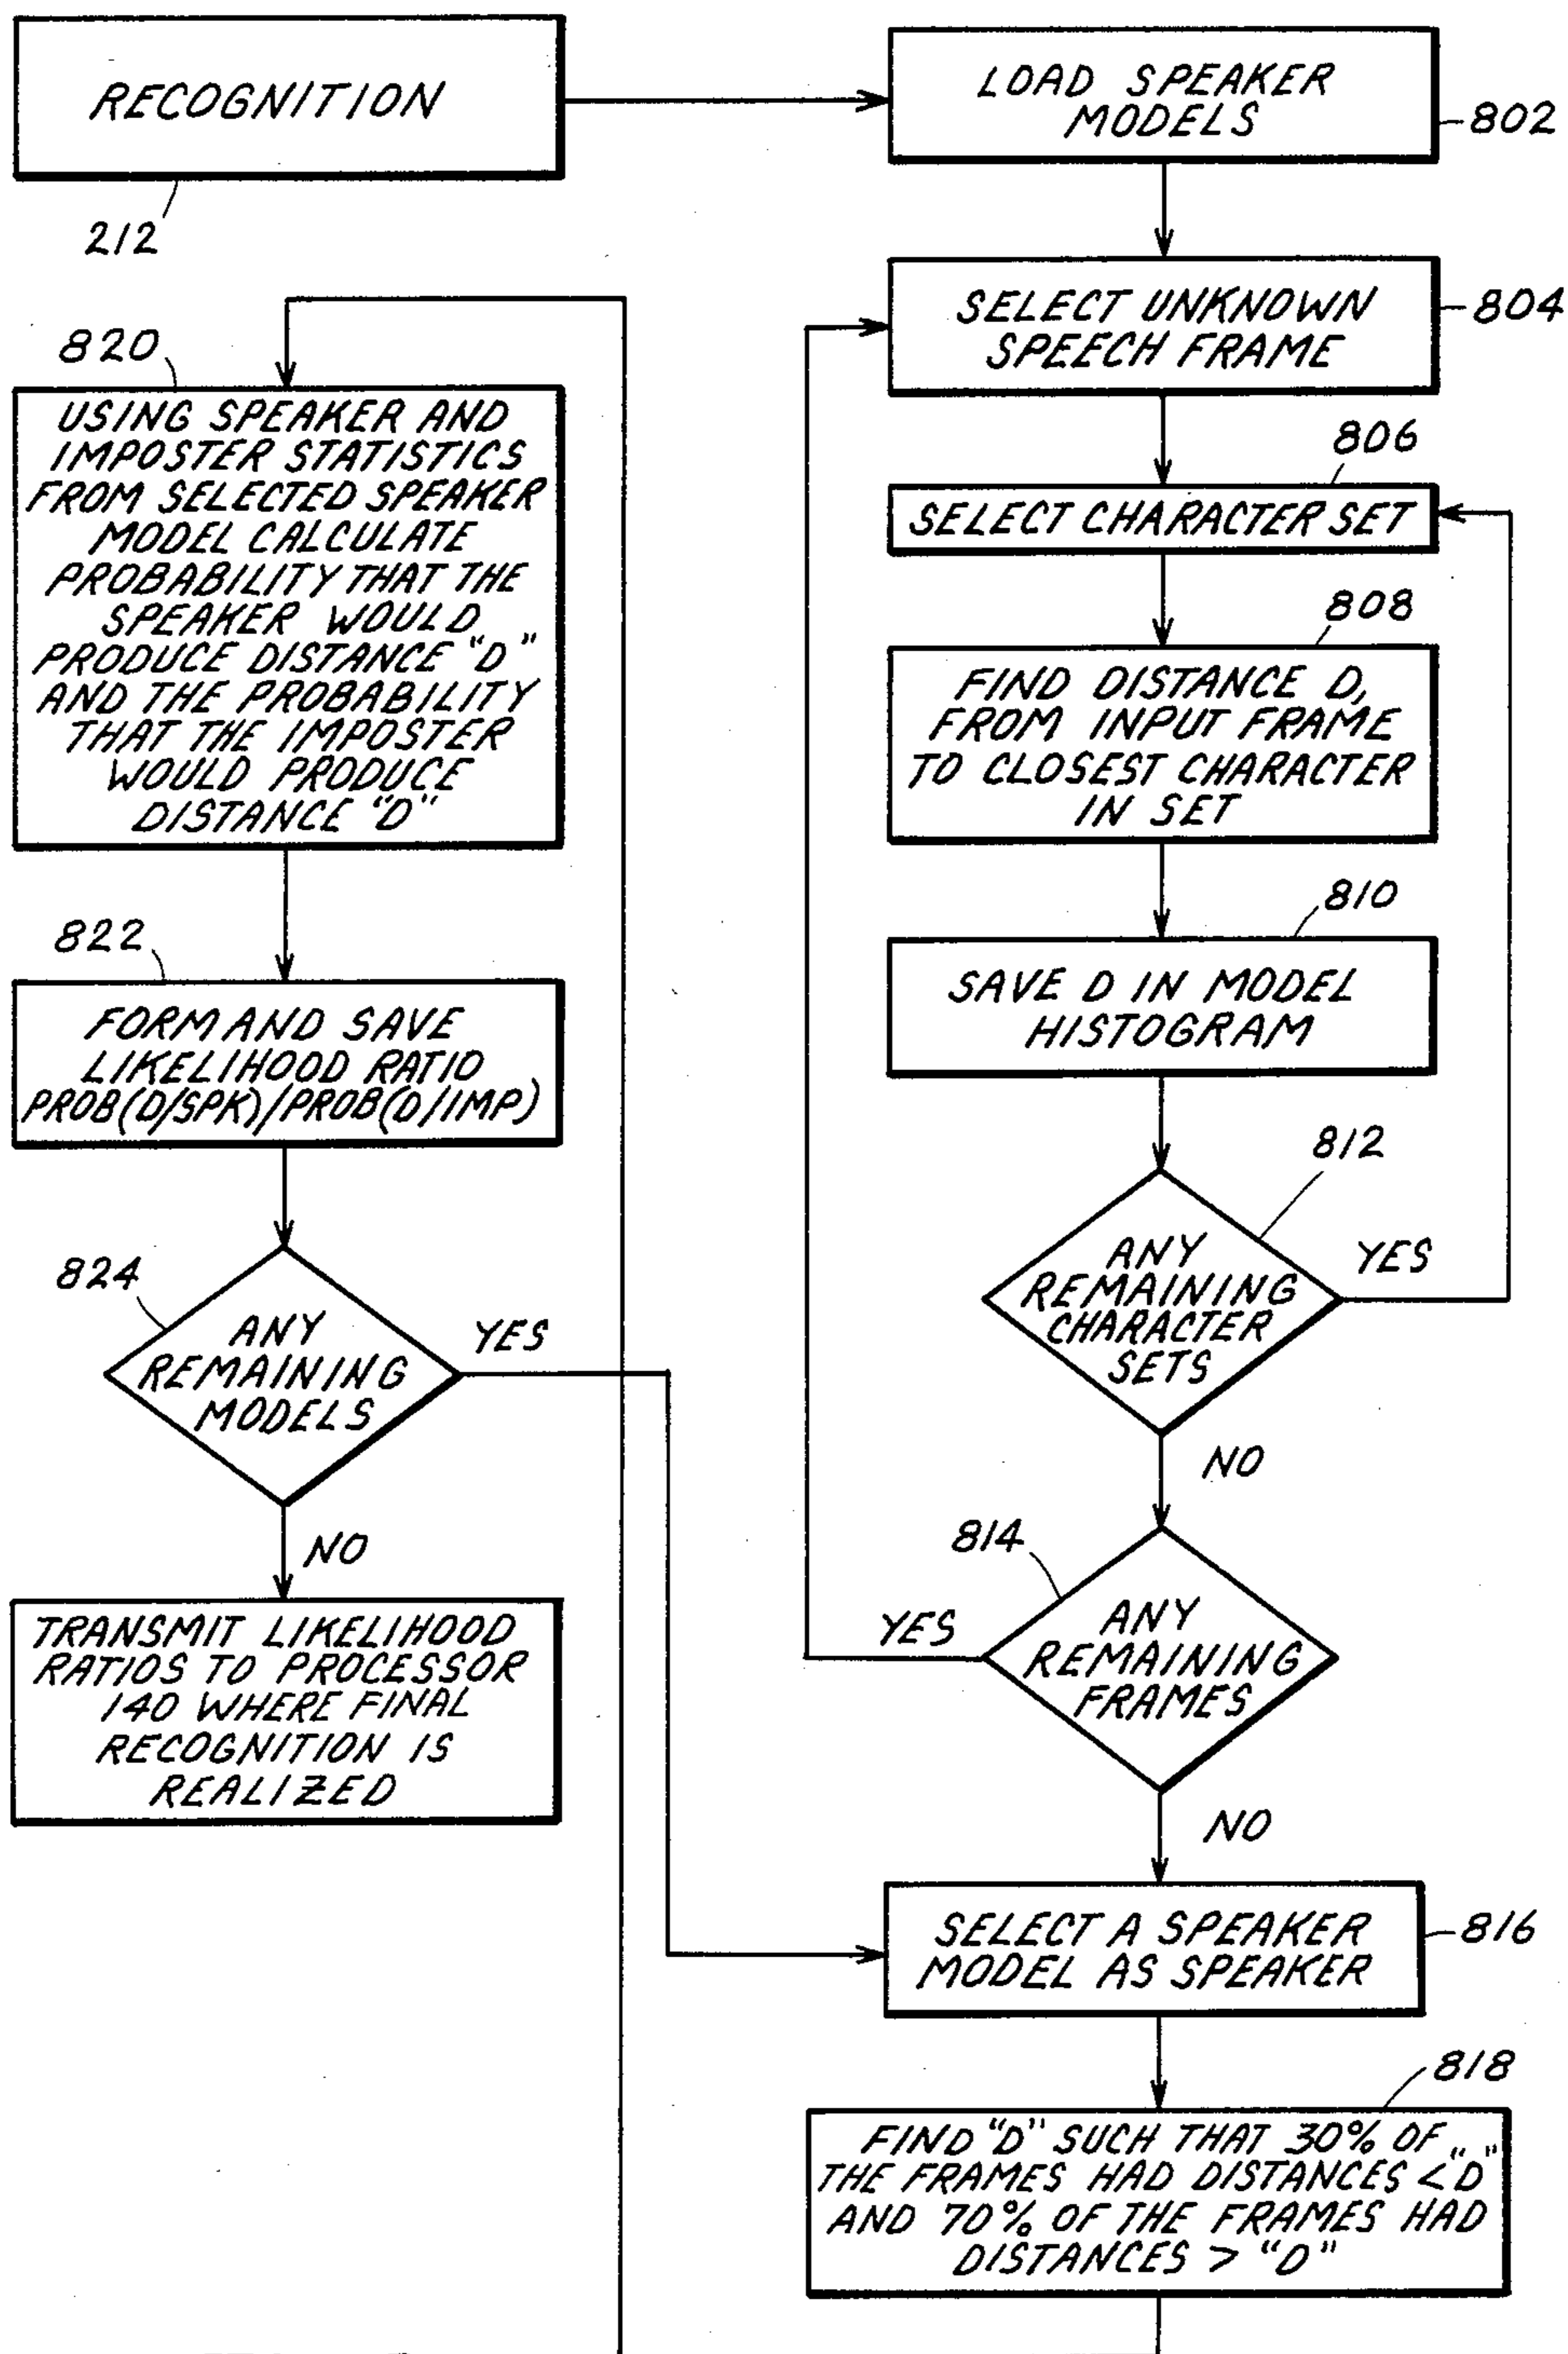 RECOGNITION
212
LOAD SPEAKER
MODELS
802
SELECT UNKNOWN
SPEECH FRAME
804
806
SELECT CHARACTER SET
808
FIND DISTANCE D,
FROM INPUT FRAME
TO CLOSEST CHARACTER
IN SET
810
SAVE D IN MODEL
HISTOGRAM
812
ANY
REMAINING
CHARACTER
SETS
YES
NO
814
ANY
REMAINING
FRAMES
YES
NO
SELECT A SPEAKER
MODEL AS SPEAKER
816
818
FIND "D" SUCH THAT 30% OF
THE FRAMES HAD DISTANCES < "D"
AND 70% OF THE FRAMES HAD
DISTANCES > "D"
820
USING SPEAKER AND
IMPOSTER STATISTICS
FROM SELECTED SPEAKER
MODEL CALCULATE
PROBABILITY THAT THE
SPEAKER WOULD
PRODUCE DISTANCE "D"
AND THE PROBABILITY
THAT THE IMPOSTER
WOULD PRODUCE
DISTANCE "D"
822
FORM AND SAVE
LIKELIHOOD RATIO
PROB(D/SPK)/PROB(D/IMP)
824
ANY
REMAINING
MODELS
YES
NO
TRANSMIT LIKELIHOOD
RATIOS TO PROCESSOR
140 WHERE FINAL
RECOGNITION IS
REALIZED